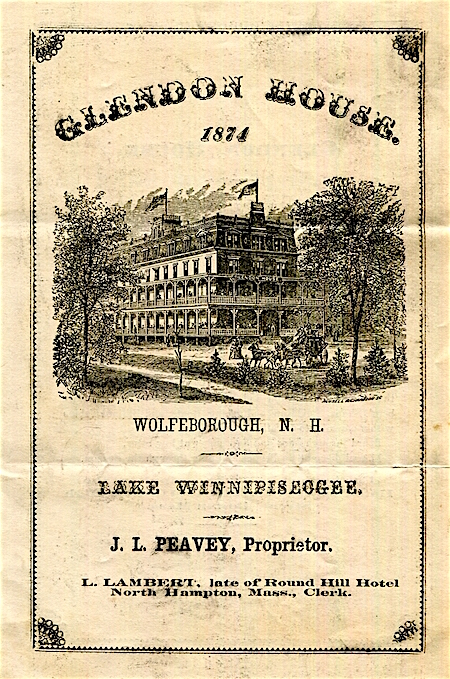 GLENDON HOUSE.
1874
WOLFEBOROUGH, N. H.
LAKE WINNIPISEOGEE.
J. L. PEAVEY, Proprietor.
L. LAMBERT, late of Round Hill Hotel
North Hampton, Mass., Clerk.